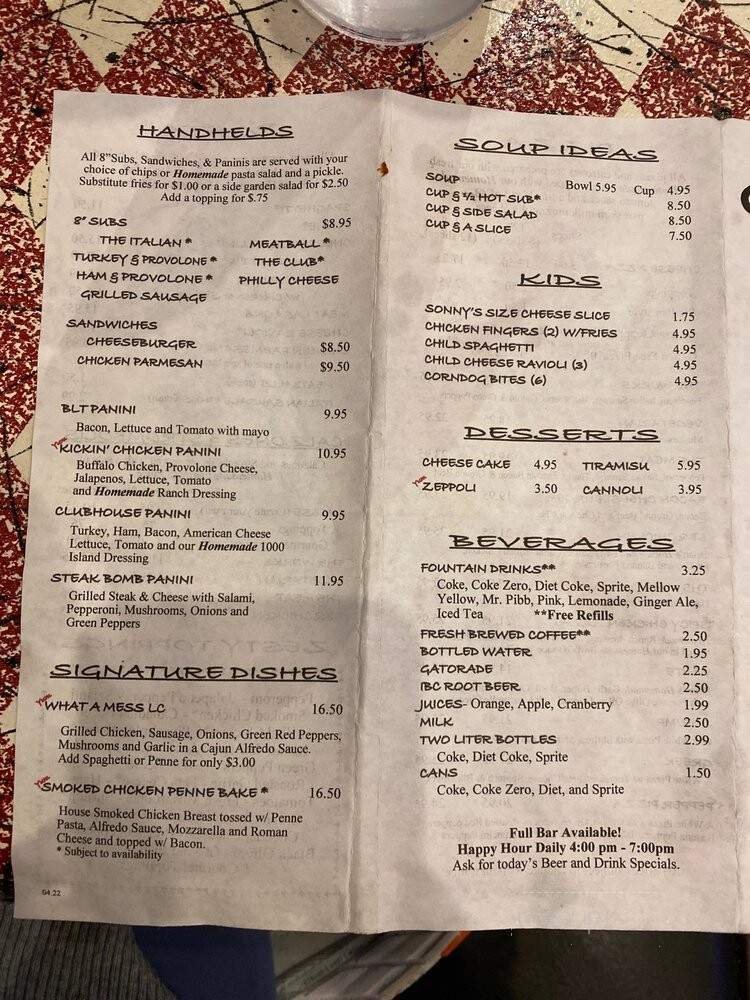 HANDHELDS
All 8"Subs, Sandwiches, & Paninis are served with your
choice of chips or Homemade pasta salad and a pickle.
Substitute fries for $1.00 or a side garden salad for $2.50
Add a topping for $.75
8" SUBS $8.95
THE ITALIAN * MEATBALL *
TURKEY & PROVOLONE * THE CLUB*
HAM & PROVOLONE * PHILLY CHEESE
GRILLED SAUSAGE
SANDWICHES
CHEESEBURGER $8.50
CHICKEN PARMESAN $9.50
BLT PANINI 9.95
Bacon, Lettuce and Tomato with mayo
New KICKIN' CHICKEN PANINI 10.95
Buffalo Chicken, Provolone Cheese,
Jalapenos, Lettuce, Tomato
and Homemade Ranch Dressing
CLUBHOUSE PANINI 9.95
Turkey, Ham, Bacon, American Cheese
Lettuce, Tomato and our Homemade 1000
Island Dressing
STEAK BOMB PANINI 11.95
Grilled Steak & Cheese with Salami,
Pepperoni, Mushrooms, Onions and
Green Peppers
SIGNATURE DISHES
New WHAT A MESS LC 16.50
Grilled Chicken, Sausage, Onions, Green Red Peppers,
Mushrooms and Garlic in a Cajun Alfredo Sauce.
Add Spaghetti or Penne for only $3.00
New SMOKED CHICKEN PENNE BAKE * 16.50
House Smoked Chicken Breast tossed w/ Penne
Pasta, Alfredo Sauce, Mozzarella and Roman
Cheese and topped w/ Bacon.
* Subject to availability
04.22
SOUP IDEAS
SOUP Bowl 5.95 Cup 4.95
CUP & 1/2 HOT SUB* 8.50
CUP & SIDE SALAD 8.50
CUP & A SLICE 7.50
KIDS
SONNY'S SIZE CHEESE SLICE 1.75
CHICKEN FINGERS (2) W/FRIES 4.95
CHILD SPAGHETTI 4.95
CHILD CHEESE RAVIOLI (3) 4.95
CORNDOG BITES (6) 4.95
DESSERTS
CHEESE CAKE 4.95 TIRAMISU 5.95
New ZEPPOLI 3.50 CANNOLI 3.95
BEVERAGES
FOUNTAIN DRINKS** 3.25
Coke, Coke Zero, Diet Coke, Sprite, Mellow
Yellow, Mr. Pibb, Pink, Lemonade, Ginger Ale,
Iced Tea **Free Refills
FRESH BREWED COFFEE** 2.50
BOTTLED WATER 1.95
GATORADE 2.25
IBC ROOT BEER 2.50
JUICES- Orange, Apple, Cranberry 1.99
MILK 2.50
TWO LITER BOTTLES 2.99
Coke, Diet Coke, Sprite
CANS 1.50
Coke, Coke Zero, Diet, and Sprite
Full Bar Available!
Happy Hour Daily 4:00 pm - 7:00pm
Ask for today's Beer and Drink Specials.